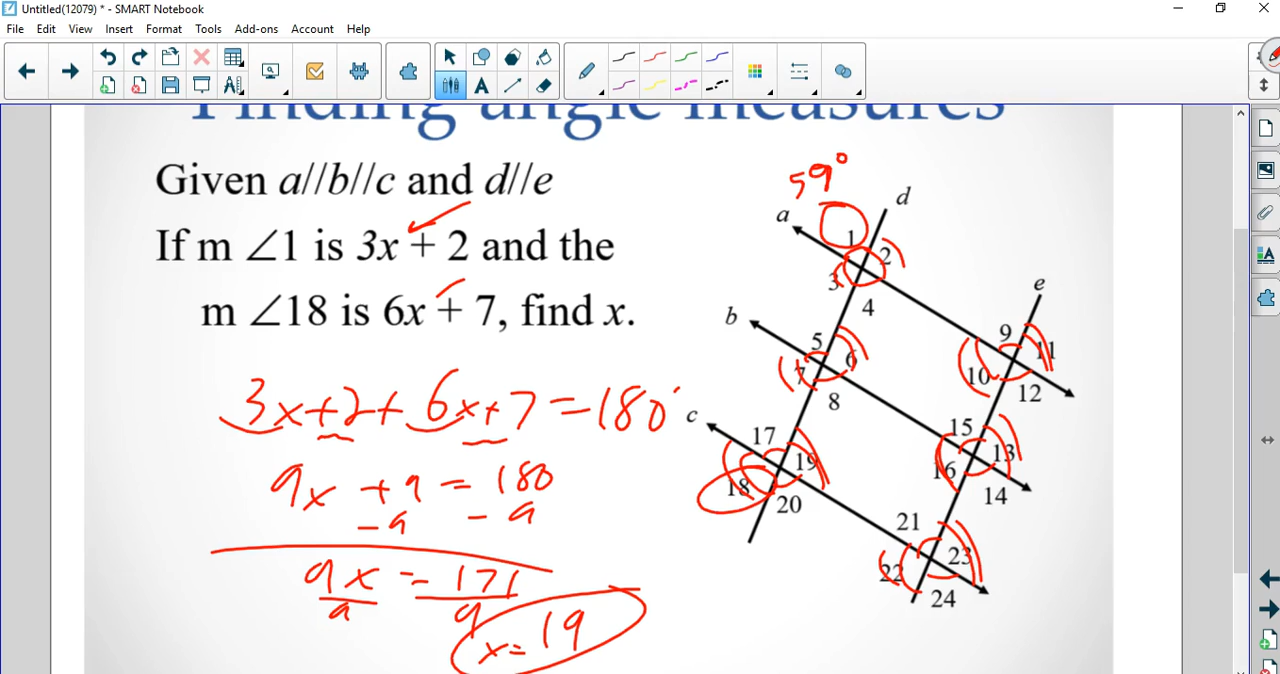 Untitled(12079) * - SMART Notebook
File Edit View Insert Format Tools Add-ons Account Help
Finding angle measures
Given a//b//c and d//e
If m ∠1 is 3x + 2 and the
m ∠18 is 6x + 7, find x.
3x+2+ 6x+7=180°
9x + 9 = 180
-9 -9
9x = 171
9 9
x= 19
59°
d
a
1
2
3
4
e
b
5
6
7
8
9
11
10
12
c
17
19
18
20
15
13
16
14
21
23
22
24